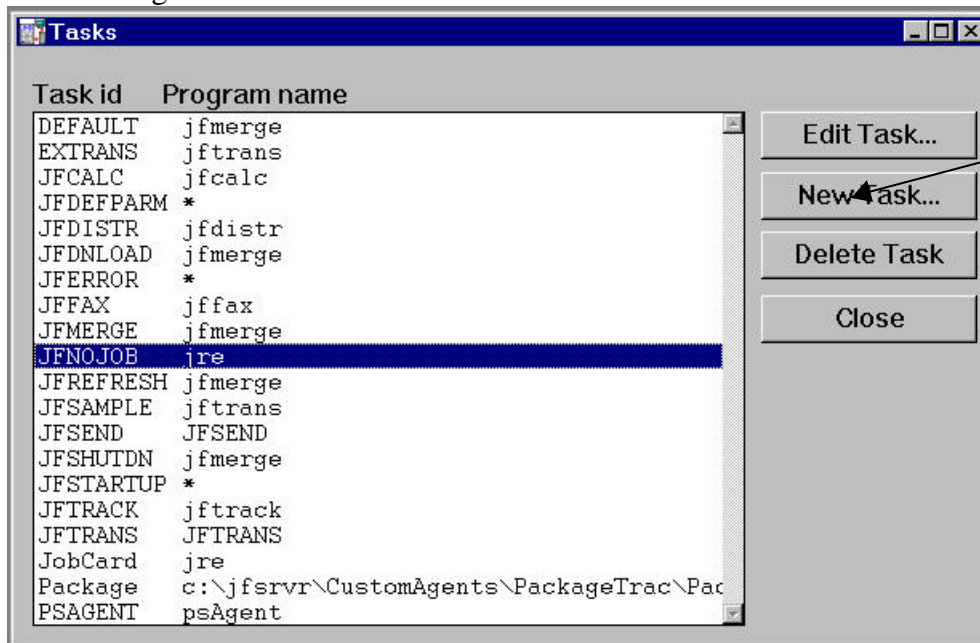 Tasks
Task id Program name
DEFAULT jfmerge
EXTRANS jftrans
JFCALC jfcalc
JFDEFPARM *
JFDISTR jfdistr
JFDNLOAD jfmerge
JFERROR *
JFFAX jffax
JFMERGE jfmerge
JFNOJOB jre
JFREFRESH jfmerge
JFSAMPLE jftrans
JFSEND JFSEND
JFSHUTDN jfmerge
JFSTARTUP *
JFTRACK jftrack
JFTRANS JFTRANS
JobCard jre
Package c:\jfsrvr\CustomAgents\PackageTrac\Pac
PSAGENT psAgent
Edit Task...
New Task...
Delete Task
Close